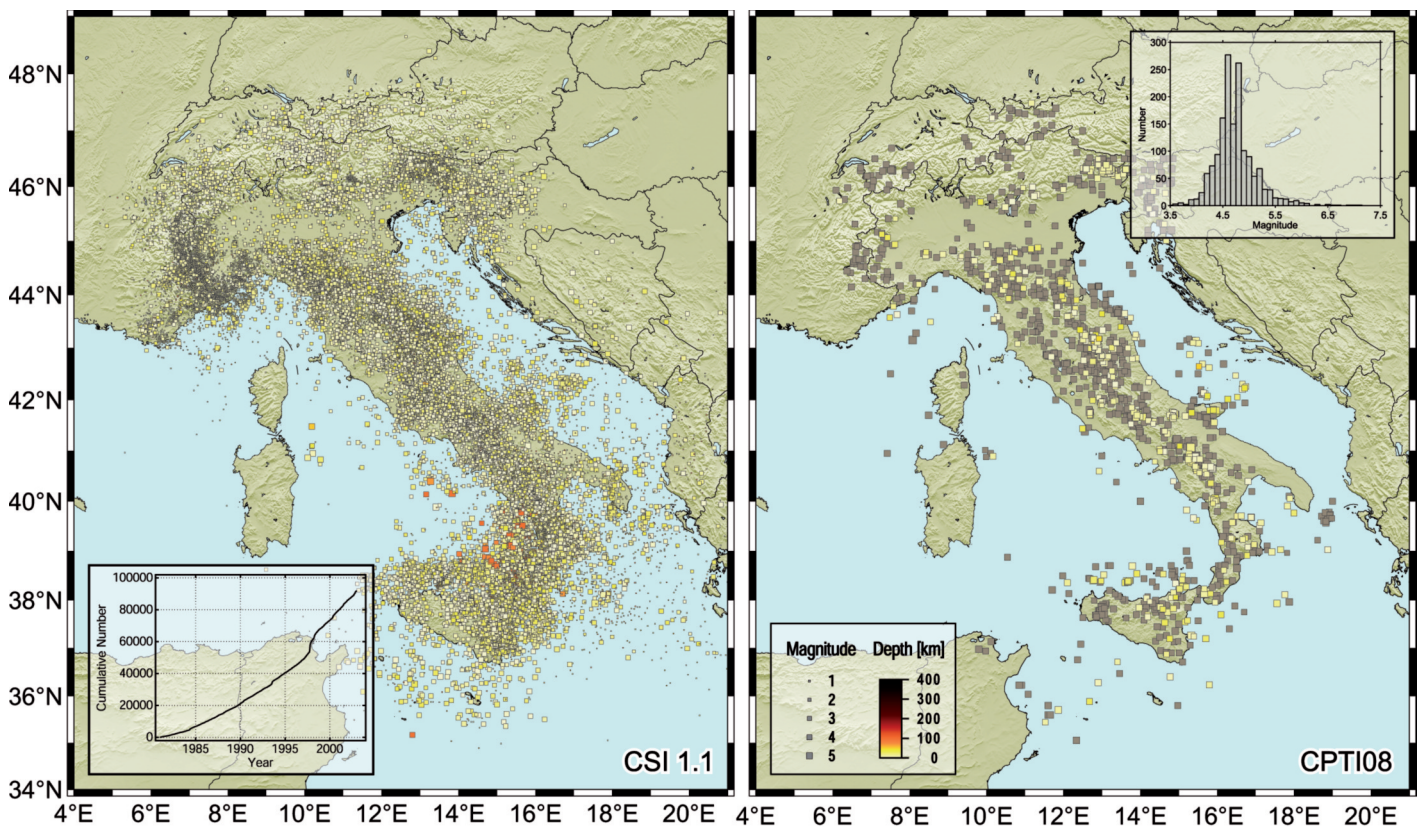 48°N
46°N
44°N
42°N
40°N
38°N
36°N
34°N
4°E 6°E 8°E 10°E 12°E 14°E 16°E 18°E 20°E
100000
80000
60000
40000
20000
0
Cumulative Number
1985 1990 1995 2000
Year
CSI 1.1
300
250
200
150
100
50
0
Number
3.5 4.5 5.5 6.5 7.5
Magnitude
Magnitude Depth [km]
1 400
2 300
3 200
4 100
5 0
CPTI08
4°E 6°E 8°E 10°E 12°E 14°E 16°E 18°E 20°E